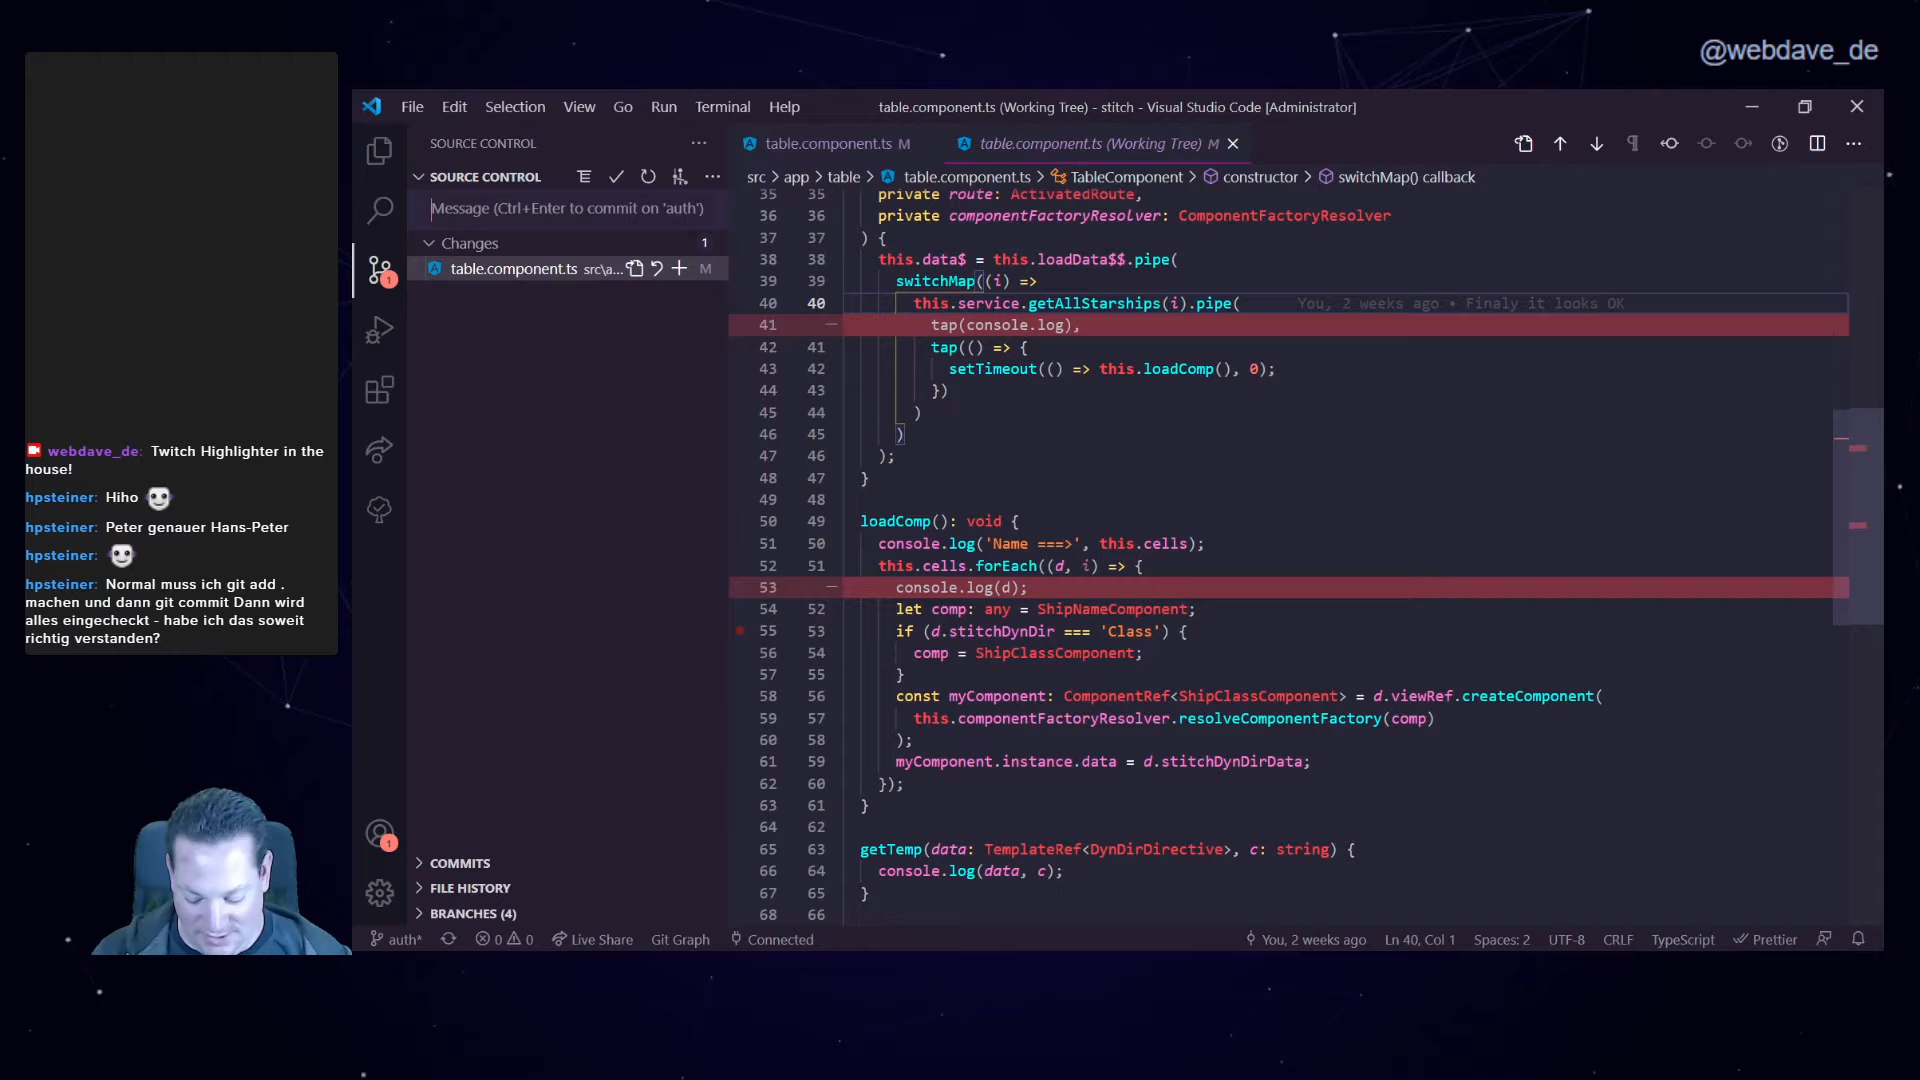 @webdave_de
File Edit Selection View Go Run Terminal Help
table.component.ts (Working Tree) - stitch - Visual Studio Code [Administrator]
SOURCE CONTROL
table.component.ts M
table.component.ts (Working Tree) M
SOURCE CONTROL
src > app > table > table.component.ts > TableComponent > constructor > switchMap() callback
Message (Ctrl+Enter to commit on 'auth')
Changes 1
table.component.ts src\a... M
35 35 private route: ActivatedRoute,
36 36 private componentFactoryResolver: ComponentFactoryResolver
37 37 ) {
38 38 this.data$ = this.loadData$$.pipe(
39 39 switchMap((i) =>
40 40 this.service.getAllStarships(i).pipe( You, 2 weeks ago • Finaly it looks OK
41 — tap(console.log),
42 41 tap(() => {
43 42 setTimeout(() => this.loadComp(), 0);
44 43 })
45 44 )
46 45 )
47 46 );
48 47 }
49 48
50 49 loadComp(): void {
51 50 console.log('Name ===>', this.cells);
52 51 this.cells.forEach((d, i) => {
53 — console.log(d);
54 52 let comp: any = ShipNameComponent;
55 53 if (d.stitchDynDir === 'Class') {
56 54 comp = ShipClassComponent;
57 55 }
58 56 const myComponent: ComponentRef<ShipClassComponent> = d.viewRef.createComponent(
59 57 this.componentFactoryResolver.resolveComponentFactory(comp)
60 58 );
61 59 myComponent.instance.data = d.stitchDynDirData;
62 60 });
63 61 }
64 62
65 63 getTemp(data: TemplateRef<DynDirDirective>, c: string) {
66 64 console.log(data, c);
67 65 }
68 66
webdave_de: Twitch Highlighter in the
house!
hpsteiner: Hiho
hpsteiner: Peter genauer Hans-Peter
hpsteiner:
hpsteiner: Normal muss ich git add .
machen und dann git commit Dann wird
alles eingecheckt - habe ich das soweit
richtig verstanden?
1
1
COMMITS
FILE HISTORY
BRANCHES (4)
auth* 0 0 Live Share Git Graph Connected You, 2 weeks ago Ln 40, Col 1 Spaces: 2 UTF-8 CRLF TypeScript Prettier